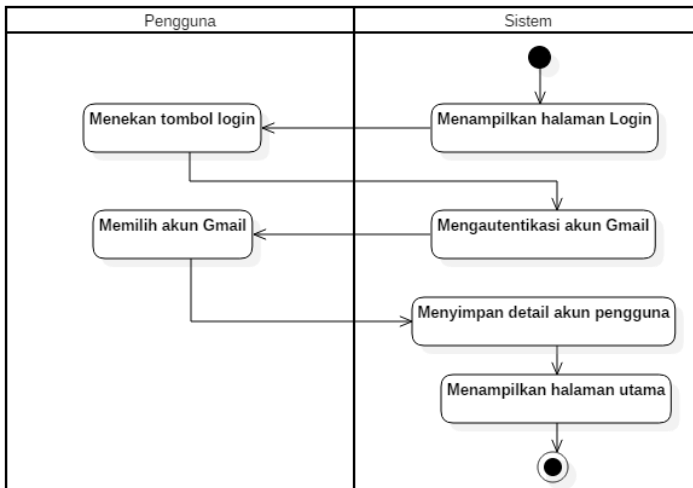 Pengguna
Sistem
Menampilkan halaman Login
Menekan tombol login
Mengautentikasi akun Gmail
Memilih akun Gmail
Menyimpan detail akun pengguna
Menampilkan halaman utama